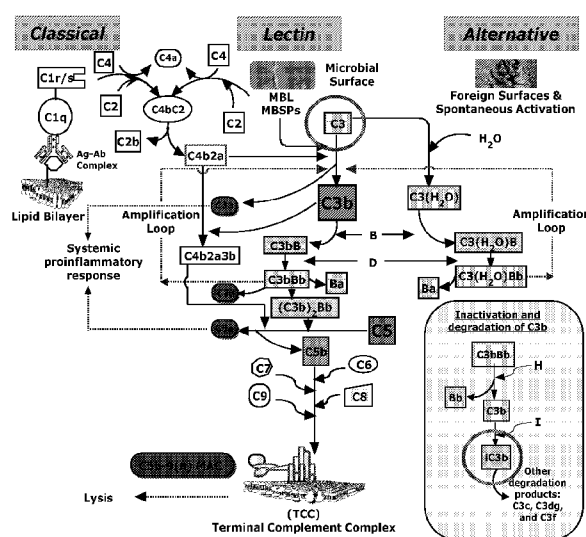 Classical
Lectin
Alternative
C4
C4a
C4
C1r/s
C2
C4bC2
C2
C1q
C2b
Ag-Ab
Complex
C4b2a
Lipid Bilayer
MBL
MBSPs
Microbial
Surface
C3
Foreign Surfaces &
Spontaneous Activation
H₂O
C3b
C3(H₂O)
Amplification
Loop
Amplification
Loop
B
C3bB
C3(H₂O)B
Systemic
proinflammatory
response
C4b2a3b
D
C3bBb
Ba
Ba
C3(H₂O)Bb
(C3b)₂Bb
C5
C5b
C7
C6
C9
C8
C5b-9(n) MAC
Lysis
(TCC)
Terminal Complement Complex
Inactivation and
degradation of C3b
C3bBb
H
Bb
C3b
I
iC3b
Other
degradation
products:
C3c, C3dg,
and C3f